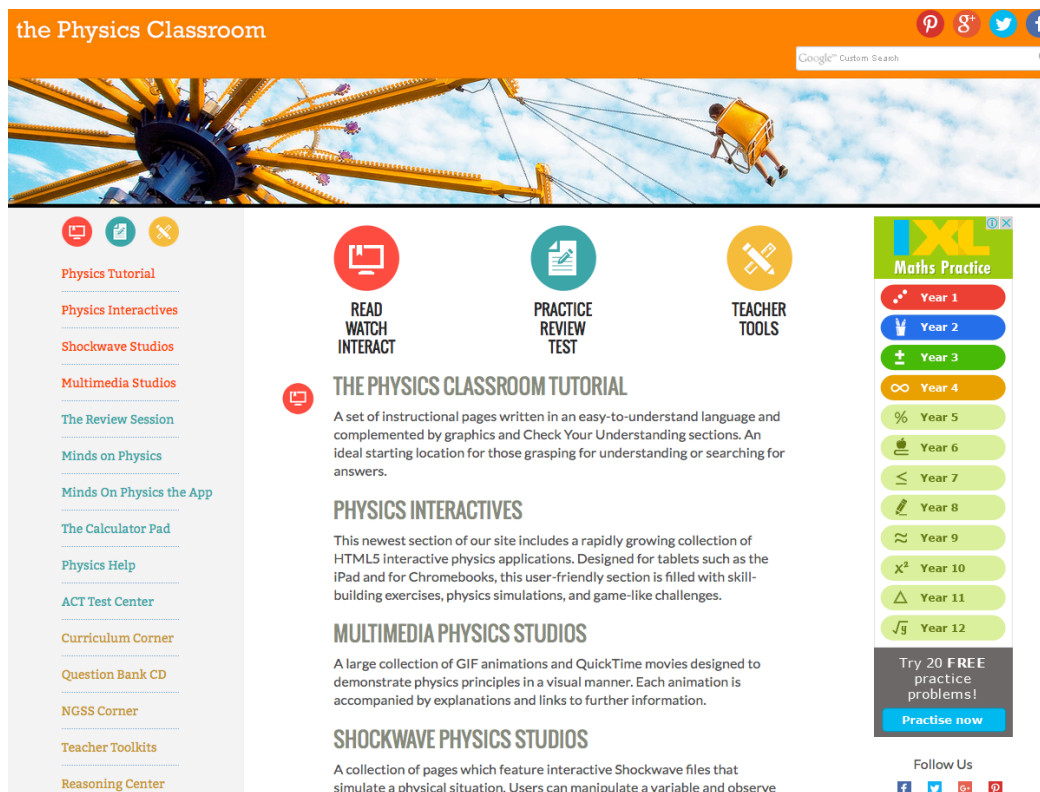 the Physics Classroom
Google™ Custom Search
Physics Tutorial
Physics Interactives
Shockwave Studios
Multimedia Studios
The Review Session
Minds on Physics
Minds On Physics the App
The Calculator Pad
Physics Help
ACT Test Center
Curriculum Corner
Question Bank CD
NGSS Corner
Teacher Toolkits
Reasoning Center
READ
WATCH
INTERACT
PRACTICE
REVIEW
TEST
TEACHER
TOOLS
THE PHYSICS CLASSROOM TUTORIAL
A set of instructional pages written in an easy-to-understand language and
complemented by graphics and Check Your Understanding sections. An
ideal starting location for those grasping for understanding or searching for
answers.
PHYSICS INTERACTIVES
This newest section of our site includes a rapidly growing collection of
HTML5 interactive physics applications. Designed for tablets such as the
iPad and for Chromebooks, this user-friendly section is filled with skill-
building exercises, physics simulations, and game-like challenges.
MULTIMEDIA PHYSICS STUDIOS
A large collection of GIF animations and QuickTime movies designed to
demonstrate physics principles in a visual manner. Each animation is
accompanied by explanations and links to further information.
SHOCKWAVE PHYSICS STUDIOS
A collection of pages which feature interactive Shockwave files that
simulate a physical situation. Users can manipulate a variable and observe
IXL
Maths Practice
Year 1
Year 2
± Year 3
∞ Year 4
% Year 5
Year 6
≤ Year 7
Year 8
≈ Year 9
x² Year 10
△ Year 11
√y Year 12
Try 20 FREE
practice
problems!
Practise now
Follow Us